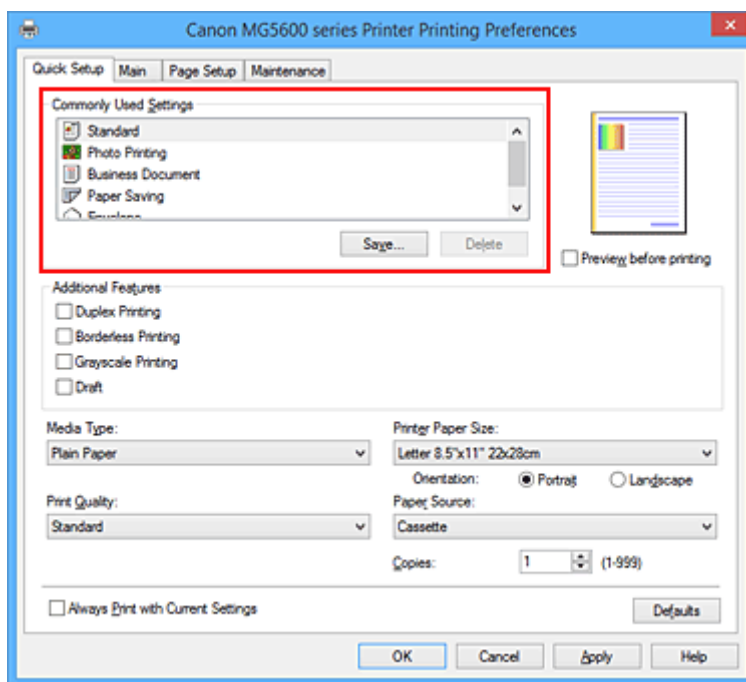 Canon MG5600 series Printer Printing Preferences
Quick Setup Main Page Setup Maintenance
Commonly Used Settings
Standard
Photo Printing
Business Document
Paper Saving
Envelope
Save... Delete
Preview before printing
Additional Features
Duplex Printing
Borderless Printing
Grayscale Printing
Draft
Media Type:
Plain Paper
Printer Paper Size:
Letter 8.5"x11" 22x28cm
Orientation: Portrait Landscape
Print Quality:
Standard
Paper Source:
Cassette
Copies: 1 (1-999)
Always Print with Current Settings
Defaults
OK Cancel Apply Help